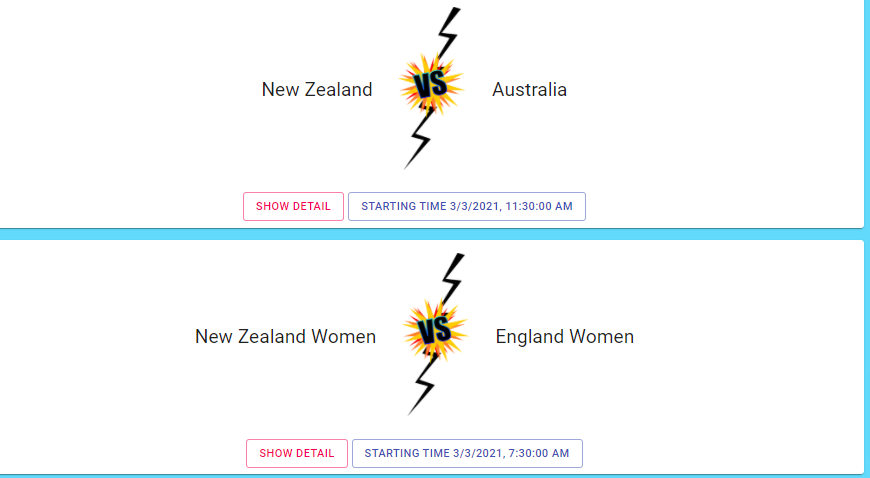 New Zealand VS Australia
SHOW DETAIL STARTING TIME 3/3/2021, 11:30:00 AM
New Zealand Women VS England Women
SHOW DETAIL STARTING TIME 3/3/2021, 7:30:00 AM